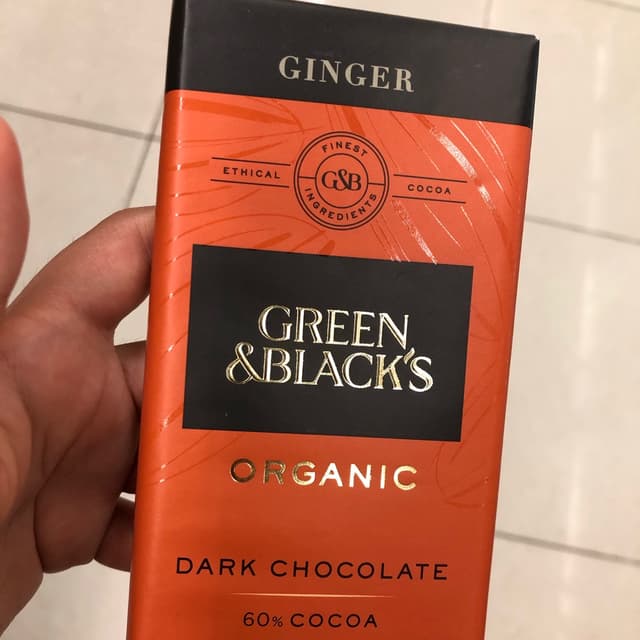 GINGER
FINEST
ETHICAL G&B COCOA
INGREDIENTS
GREEN
&BLACK'S
ORGANIC
DARK CHOCOLATE
60% COCOA